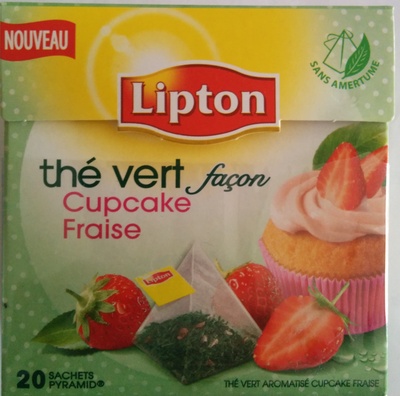 NOUVEAU
SANS AMERTUME
Lipton
thé vert façon
Cupcake
Fraise
Lipton
20 SACHETS
PYRAMID®
THÉ VERT AROMATISÉ CUPCAKE FRAISE